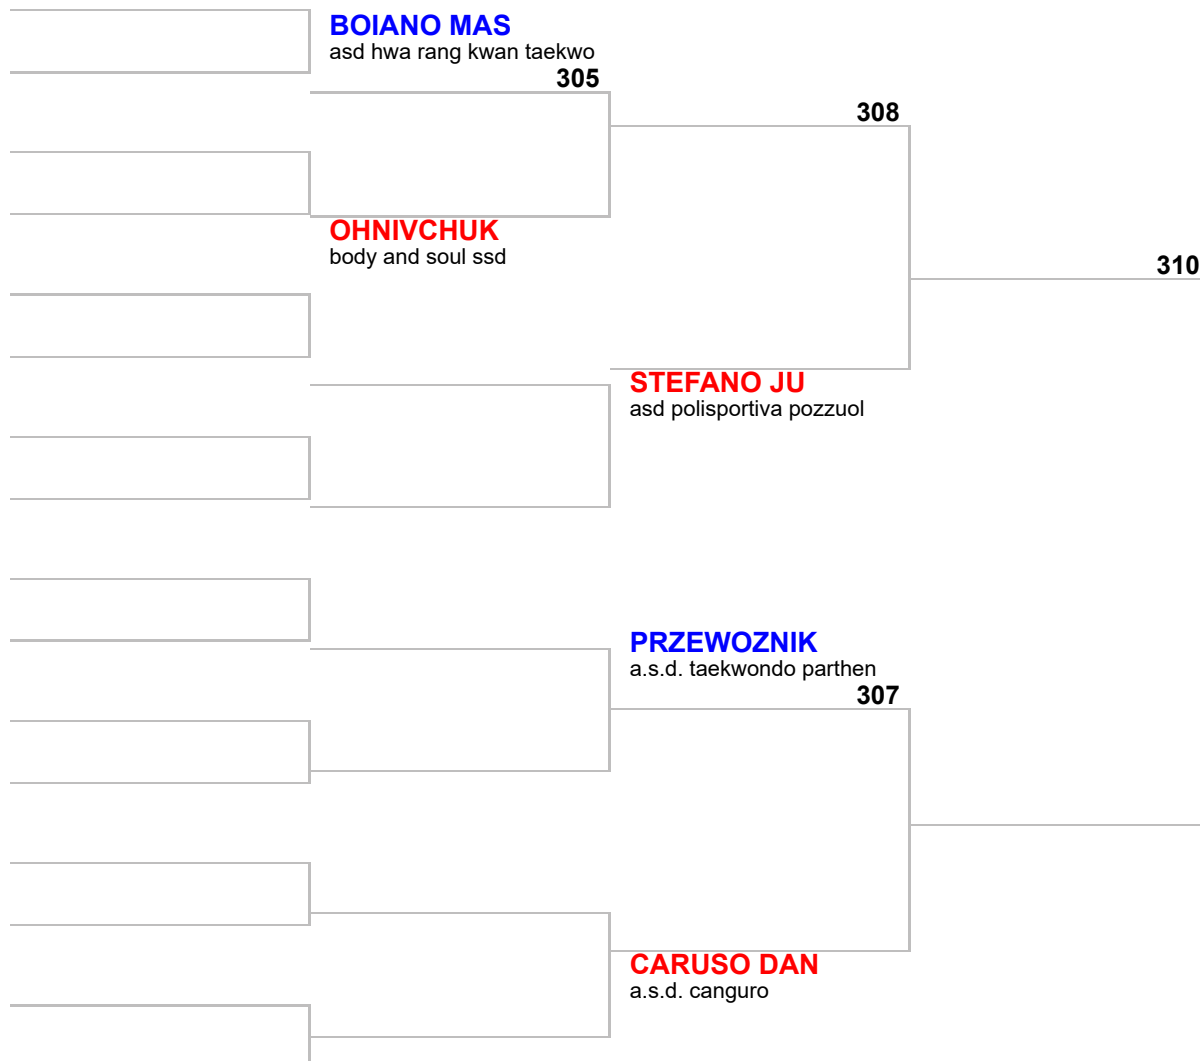 BOIANO MAS
asd hwa rang kwan taekwo
305
308
OHNIVCHUK
body and soul ssd
310
STEFANO JU
asd polisportiva pozzuol
PRZEWOZNIK
a.s.d. taekwondo parthen
307
CARUSO DAN
a.s.d. canguro